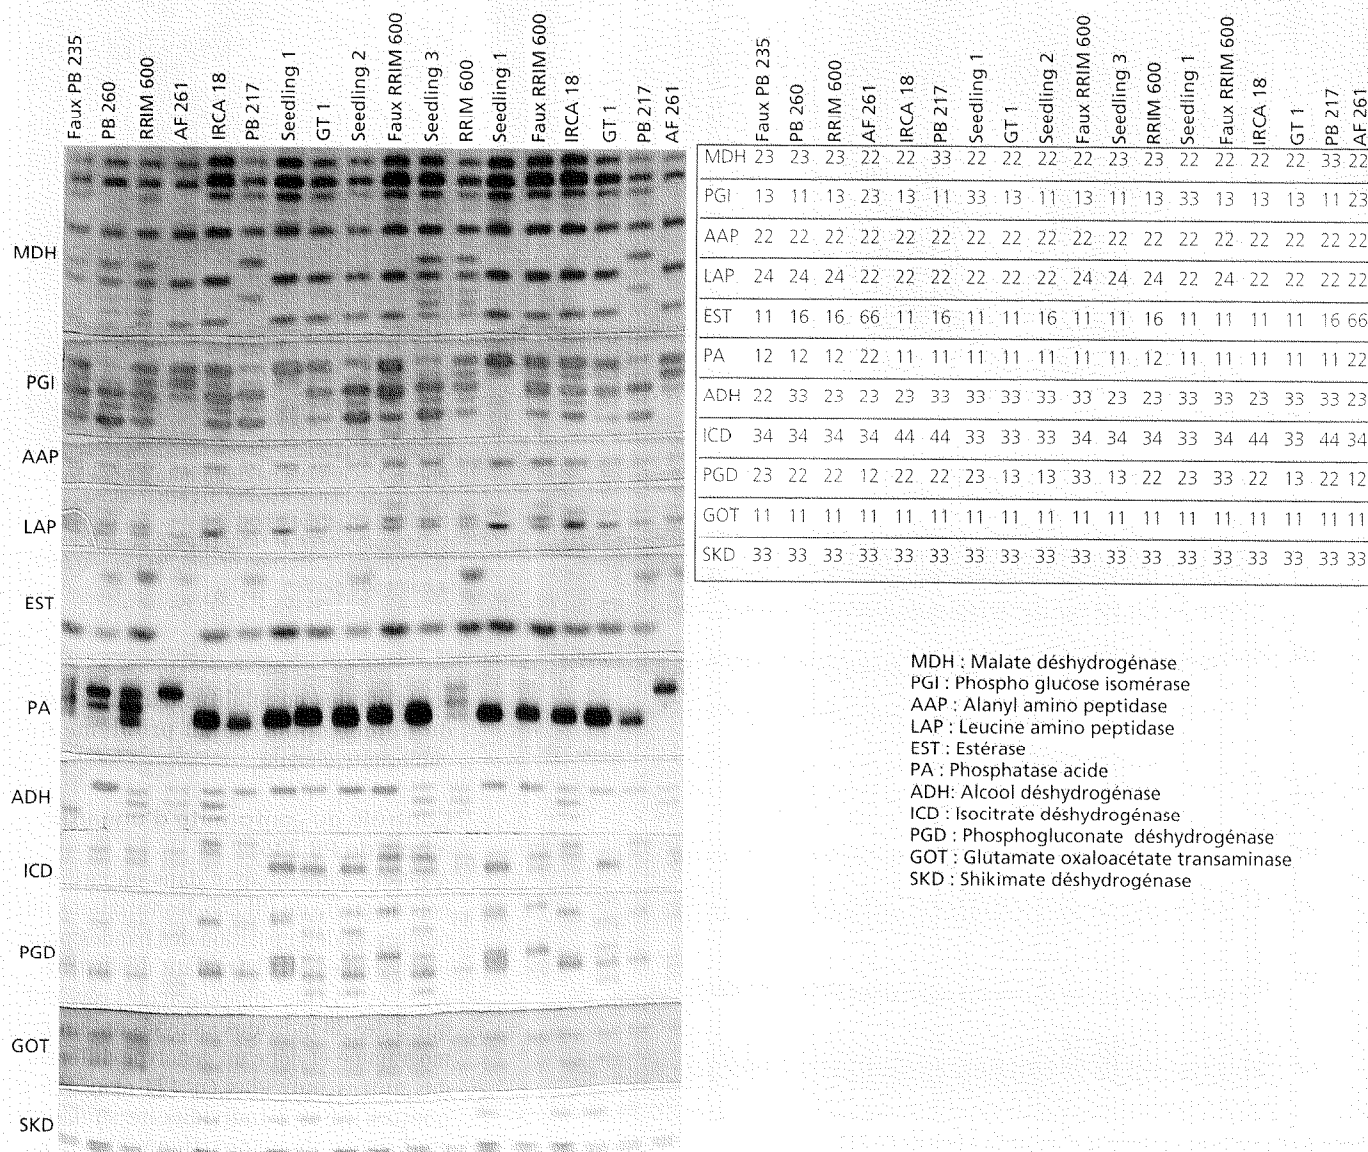 Faux PB 235
PB 260
RRIM 600
AF 261
IRCA 18
PB 217
Seedling 1
GT 1
Seedling 2
Faux RRIM 600
Seedling 3
RRIM 600
Seedling 1
Faux RRIM 600
IRCA 18
GT 1
PB 217
AF 261
MDH
PGI
AAP
LAP
EST
PA
ADH
ICD
PGD
GOT
SKD
Faux PB 235
PB 260
RRIM 600
AF 261
IRCA 18
PB 217
Seedling 1
GT 1
Seedling 2
Faux RRIM 600
Seedling 3
RRIM 600
Seedling 1
Faux RRIM 600
IRCA 18
GT 1
PB 217
AF 261
MDH 23 23 23 22 22 33 22 22 22 22 23 23 22 22 22 22 33 22
PGI 13 11 13 23 13 11 33 13 11 13 11 13 33 13 13 13 11 23
AAP 22 22 22 22 22 22 22 22 22 22 22 22 22 22 22 22 22 22
LAP 24 24 24 22 22 22 22 22 22 24 24 24 22 24 22 22 22 22
EST 11 16 16 66 11 16 11 11 16 11 11 16 11 11 11 11 16 66
PA 12 12 12 22 11 11 11 11 11 11 11 12 11 11 11 11 11 22
ADH 22 33 23 23 23 33 33 33 33 33 23 23 33 33 23 33 33 23
ICD 34 34 34 34 44 44 33 33 33 34 34 34 33 34 44 33 44 34
PGD 23 22 22 12 22 22 23 13 13 33 13 22 23 33 22 13 22 12
GOT 11 11 11 11 11 11 11 11 11 11 11 11 11 11 11 11 11 11
SKD 33 33 33 33 33 33 33 33 33 33 33 33 33 33 33 33 33 33
MDH : Malate déshydrogénase
PGI : Phospho glucose isomérase
AAP : Alanyl amino peptidase
LAP : Leucine amino peptidase
EST : Estérase
PA : Phosphatase acide
ADH: Alcool déshydrogénase
ICD : Isocitrate déshydrogénase
PGD : Phosphogluconate déshydrogénase
GOT : Glutamate oxaloacétate transaminase
SKD : Shikimate déshydrogénase